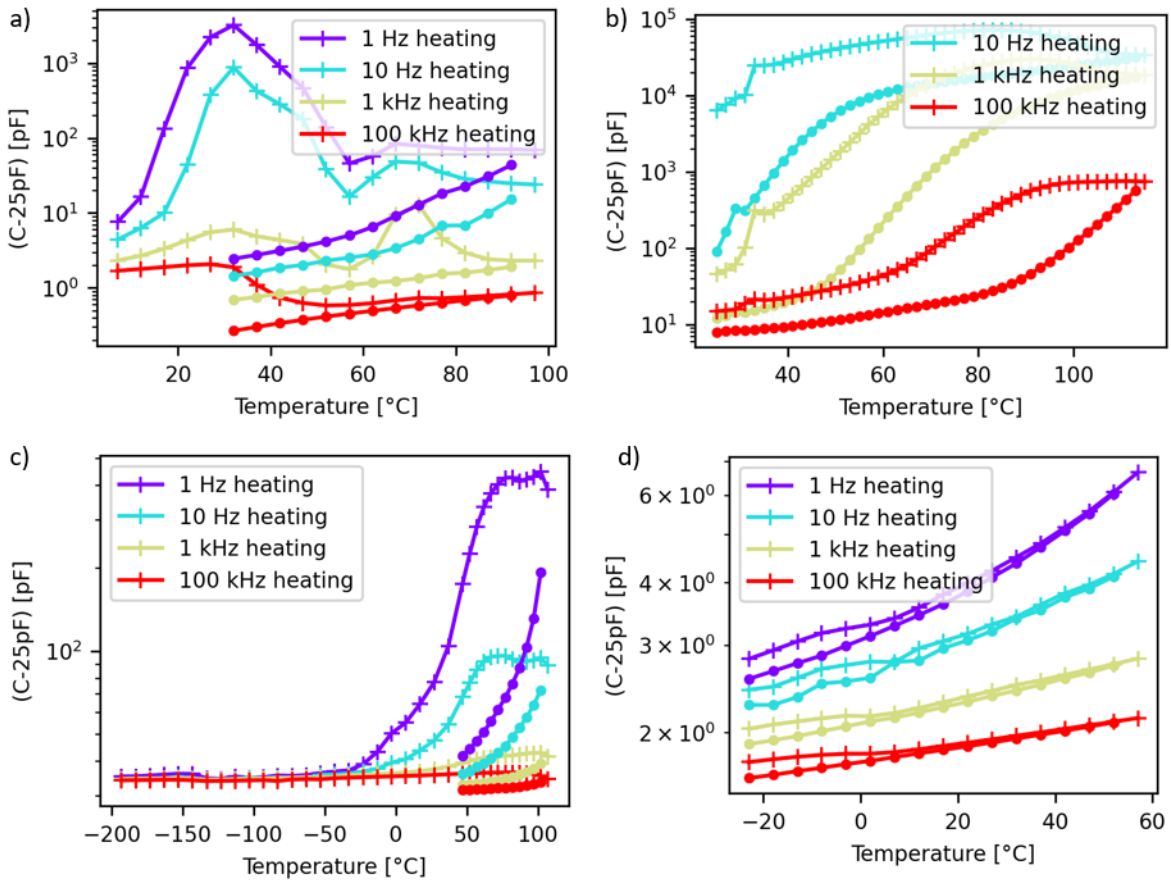 a)
(C-25pF) [pF]
10³
10²
10¹
10⁰
1 Hz heating
10 Hz heating
1 kHz heating
100 kHz heating
20 40 60 80 100
Temperature [°C]
b)
(C-25pF) [pF]
10⁵
10⁴
10³
10²
10¹
10 Hz heating
1 kHz heating
100 kHz heating
40 60 80 100
Temperature [°C]
c)
(C-25pF) [pF]
10²
1 Hz heating
10 Hz heating
1 kHz heating
100 kHz heating
−200 −150 −100 −50 0 50 100
Temperature [°C]
d)
(C-25pF) [pF]
6 × 10⁰
4 × 10⁰
3 × 10⁰
2 × 10⁰
1 Hz heating
10 Hz heating
1 kHz heating
100 kHz heating
−20 0 20 40 60
Temperature [°C]